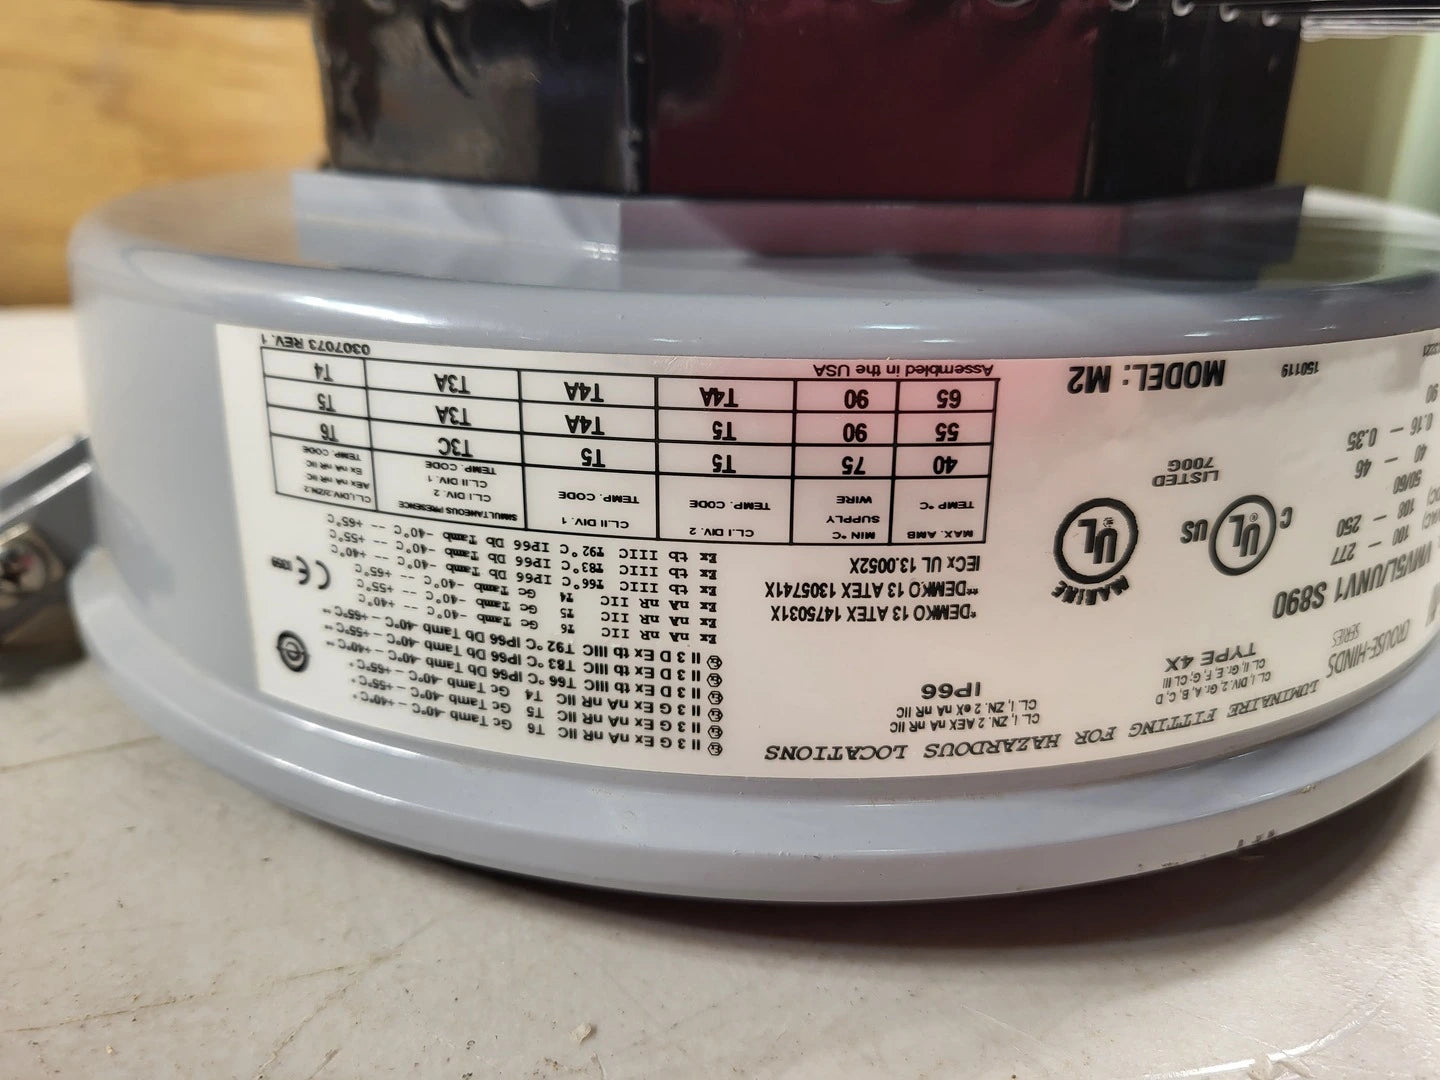 LUMINAIRE FITTING FOR HAZARDOUS LOCATIONS
CROUSE-HINDS
SERIES
CL. I, DIV. 2, Gr. A, B, C, D
CL. II, Gr. E, F, G; CL III
TYPE 4X
CL. I, ZN. 2 AEX nA nR IIC
CL. I, ZN. 2 eX nA nR IIC
IP66
VMV5L/UNV1 S890
100 – 277
108 – 250
50/60
40 – 46
0.16 – 0.35
90
MARINE
UL
C UL US
LISTED
700G
MODEL: M2
150119
*DEMKO 13 ATEX 1475031X
**DEMKO 13 ATEX 1305741X
IECx UL 13.0052X
II 3 G Ex nA nR IIC T6 Gc Tamb -40°C – +40°C*
II 3 G Ex nA nR IIC T5 Gc Tamb -40°C – +55°C*
II 3 G Ex nA nR IIC T4 Gc Tamb -40°C – +65°C*
II 3 D Ex tb IIIC T66 °C IP66 Db Tamb -40°C – +40°C**
II 3 D Ex tb IIIC T83 °C IP66 Db Tamb -40°C – +55°C**
II 3 D Ex tb IIIC T92 °C IP66 Db Tamb -40°C – +65°C**
Ex nA nR IIC T6 Gc Tamb -40°C -- +40°C
Ex nA nR IIC T5 Gc Tamb -40°C -- +55°C
Ex nA nR IIC T4 Gc Tamb -40°C -- +65°C
Ex tb IIIC T66°C IP66 Db Tamb -40°C -- +40°C
Ex tb IIIC T83°C IP66 Db Tamb -40°C -- +55°C
Ex tb IIIC T92°C IP66 Db Tamb -40°C -- +65°C
CE
MAX. AMB TEMP °C
MIN °C SUPPLY WIRE
CL.I DIV. 2 TEMP. CODE
CL.II DIV. 1 TEMP. CODE
SIMULTANEOUS PRESENCE CL.I DIV. 2 CL.II DIV. 1 TEMP. CODE
CL.I,DIV.2/ZN.2 AEx nA nR IIC Ex nA nR IIC TEMP. CODE
40 75 T5 T5 T3C T6
55 90 T5 T4A T3A T5
65 90 T4A T4A T3A T4
Assembled in the USA
0307073 REV. 1